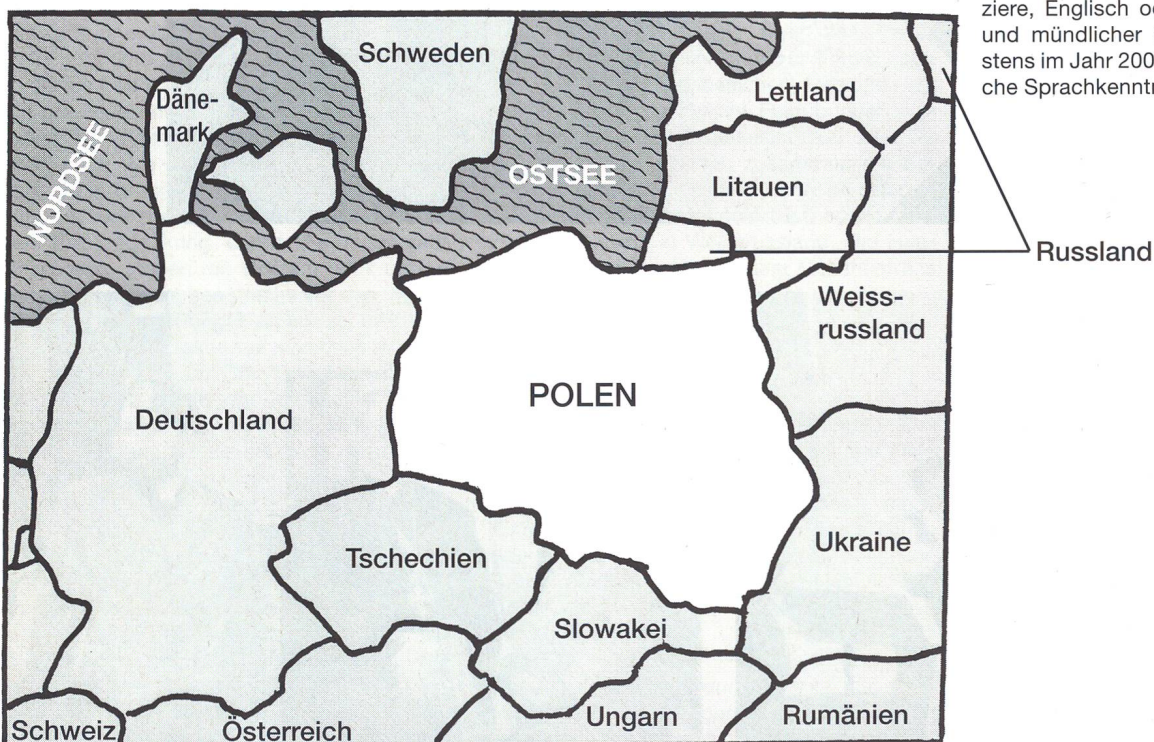 ziere, Englisch o
und mündlicher
stens im Jahr 200
che Sprachkenntn
Schweden
Däne-
mark
NORDSEE
OSTSEE
Lettland
Litauen
Russland
Weiss-
russland
POLEN
Deutschland
Tschechien
Ukraine
Slowakei
Schweiz
Österreich
Ungarn
Rumänien